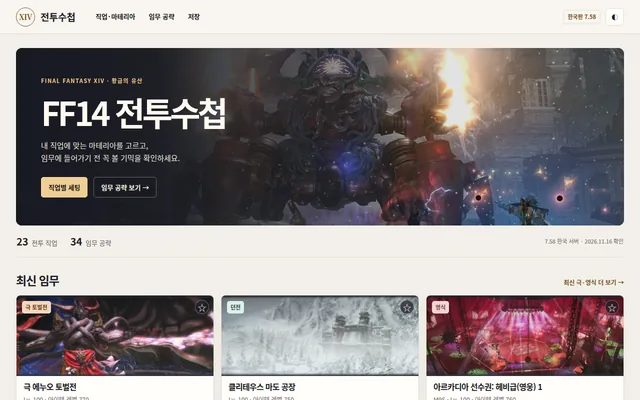 XIV 전투수첩 직업·마테리아 임무 공략 저장 한국판 7.58
FINAL FANTASY XIV · 황금의 유산
FF14 전투수첩
내 직업에 맞는 마테리아를 고르고,
임무에 들어가기 전 꼭 볼 기믹을 확인하세요.
직업별 세팅 임무 공략 보기 →
23 전투 직업 34 임무 공략 7.58 한국 서버 · 2026.11.16 확인
최신 임무 최신 극·영식 더 보기 →
극 토벌전 던전 영식
극 에누오 토벌전 클리테우스 마도 공장 아르카디아 선수권: 헤비급(영웅) 1